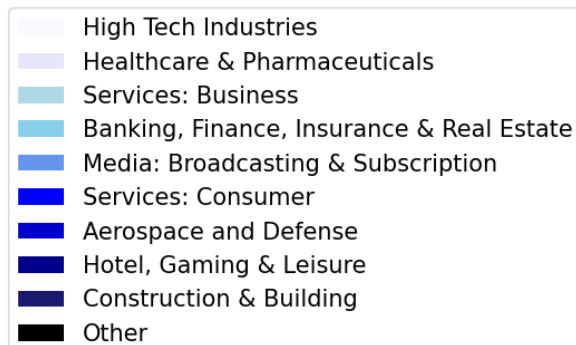 High Tech Industries
Healthcare & Pharmaceuticals
Services: Business
Banking, Finance, Insurance & Real Estate
Media: Broadcasting & Subscription
Services: Consumer
Aerospace and Defense
Hotel, Gaming & Leisure
Construction & Building
Other